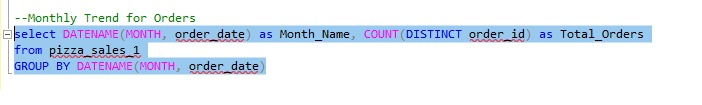 --Monthly Trend for Orders
select DATENAME(MONTH, order_date) as Month_Name, COUNT(DISTINCT order_id) as Total_Orders
from pizza_sales_1
GROUP BY DATENAME(MONTH, order_date)